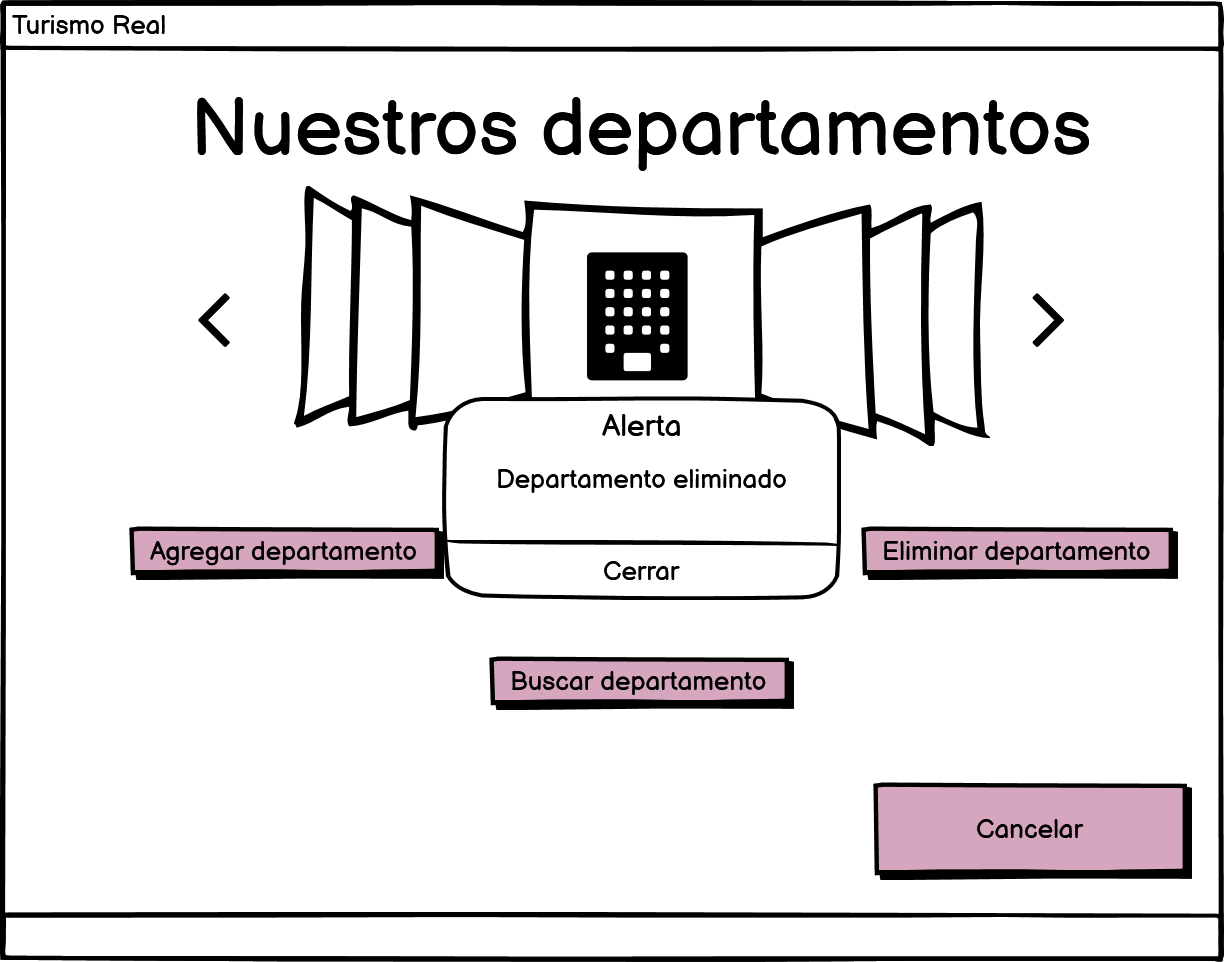 Turismo Real
Nuestros departamentos
Alerta
Departamento eliminado
Agregar departamento
Cerrar
Eliminar departamento
Buscar departamento
Cancelar